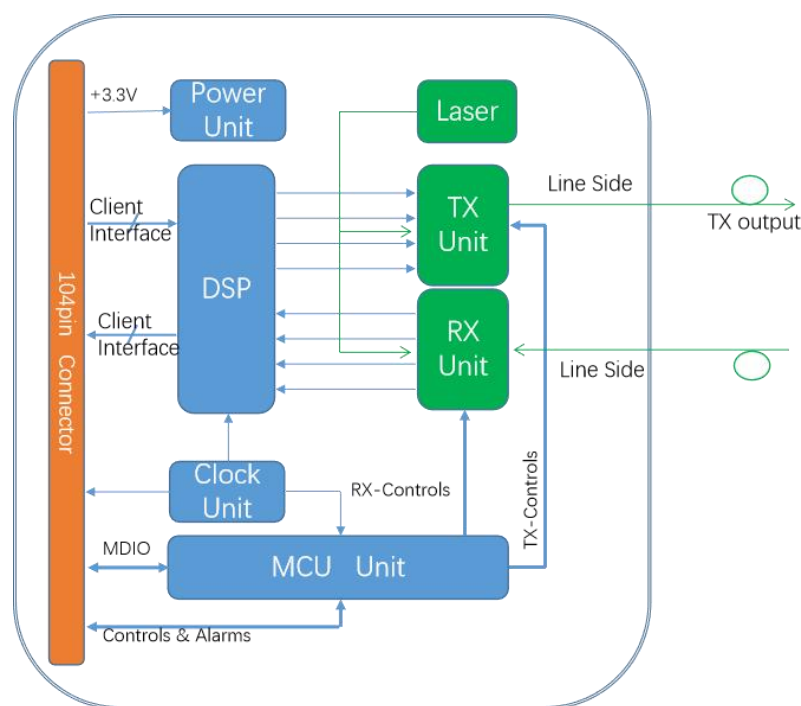 +3.3V
Power
Unit
Laser
Client
Interface
DSP
TX
Unit
Line Side
TX output
104pin Connector
Client
Interface
RX
Unit
Line Side
Clock
Unit
RX-Controls
TX-Controls
MDIO
MCU Unit
Controls & Alarms